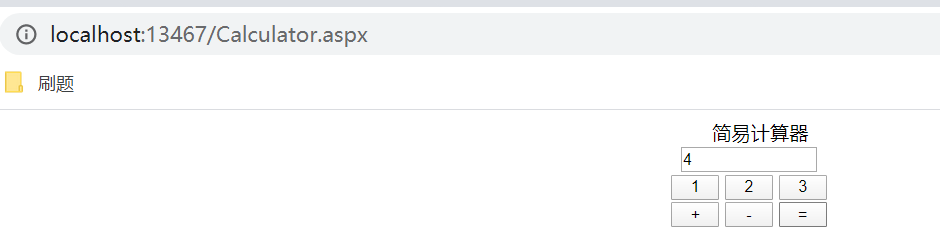 localhost:13467/Calculator.aspx
刷题
简易计算器
4
1 2 3
+ - =